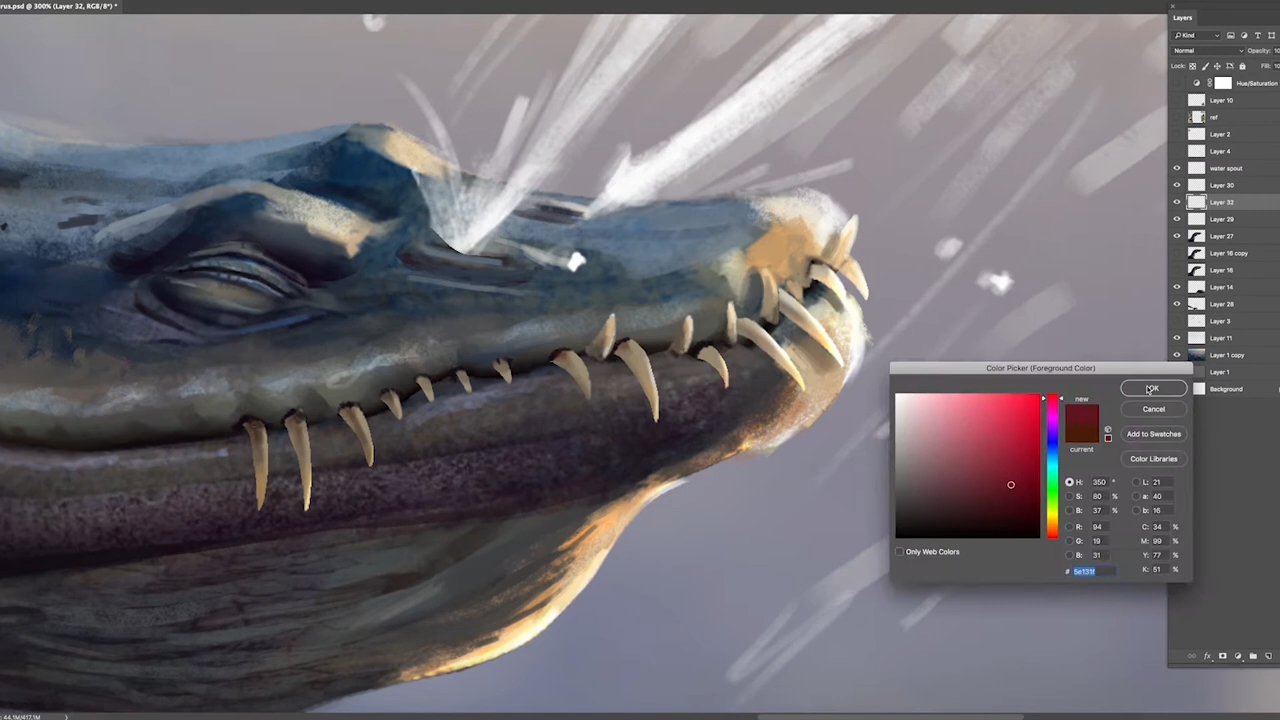 rus.psd @ 300% (Layer 32, RGB/8*) *
Layers
Kind
Normal
Opacity: 10
Lock:
Fill:
Hue/Saturation
Layer 10
ref
Layer 2
Layer 4
water spout
Layer 30
Layer 32
Layer 29
Layer 27
Layer 16 copy
Layer 16
Layer 14
Layer 28
Layer 3
Layer 11
Layer 1 copy
Layer 1
Background
Color Picker (Foreground Color)
new
current
OK
Cancel
Add to Swatches
Color Libraries
H: 350 °
S: 80 %
B: 37 %
R: 94
G: 19
B: 31
L: 21
a: 40
b: 16
C: 34 %
M: 99 %
Y: 77 %
K: 51 %
# 5e131f
Only Web Colors
44.1M/417.1M